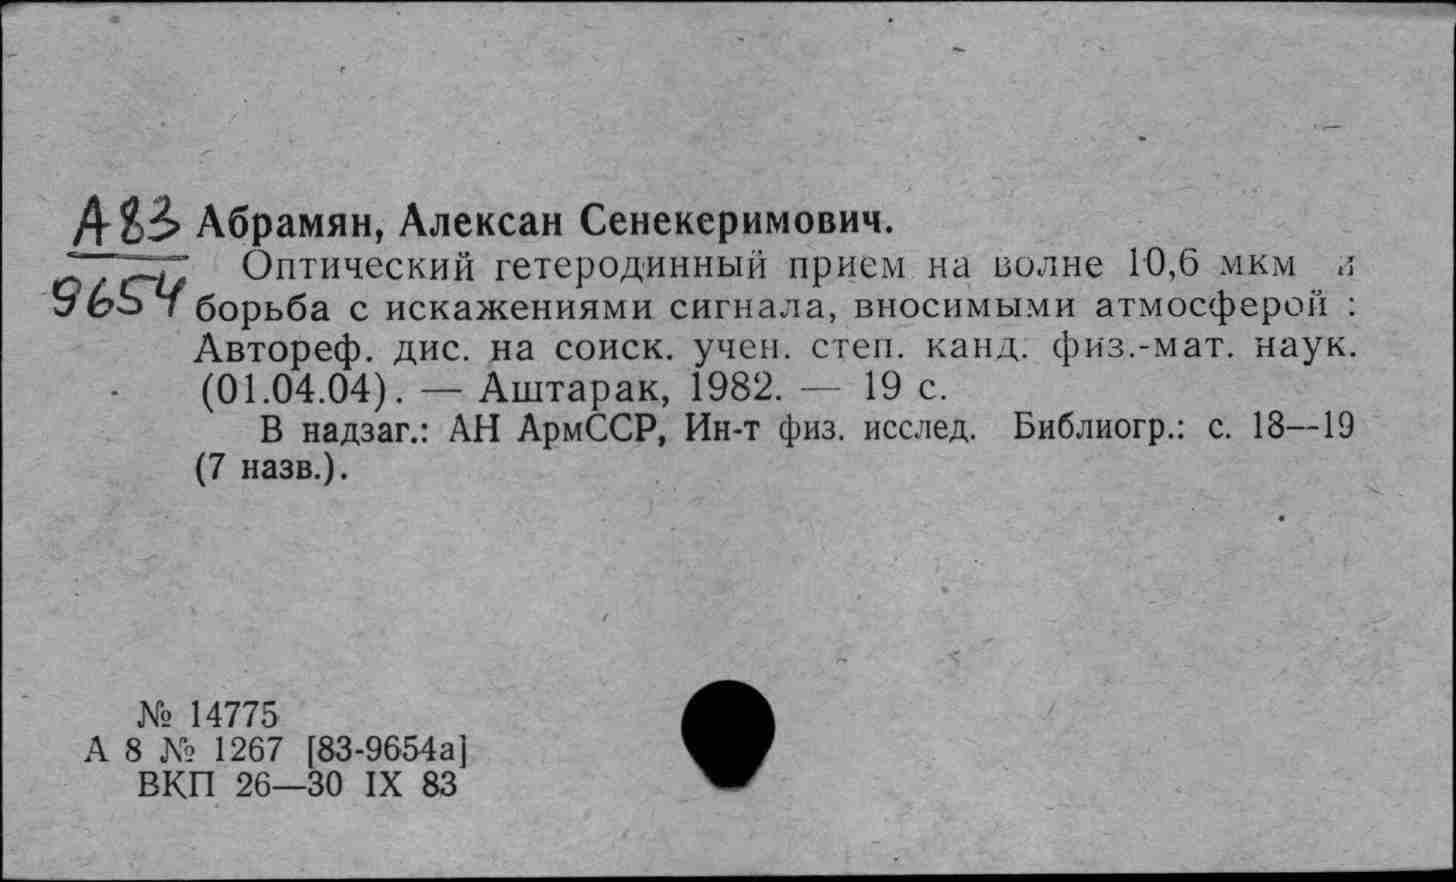 А83 Абрамян, Алексан Сенекеримович.
9654
Оптический гетеродинный прием на волне 10,6 мкм и
борьба с искажениями сигнала, вносимыми атмосферой :
Автореф. дис. на соиск. учен. степ. канд. физ.-мат. наук.
(01.04.04). — Аштарак, 1982. — 19 с.
В надзаг.: АН АрмССР, Ин-т физ. исслед. Библиогр.: с. 18—19
(7 назв.).
№ 14775
А 8 № 1267 [83-9654а]
ВКП 26—30 IX 83